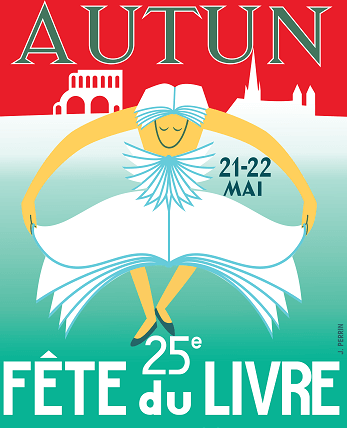 AUTUN
21-22
MAI
25e
FÊTE du LIVRE
J. PERRIN